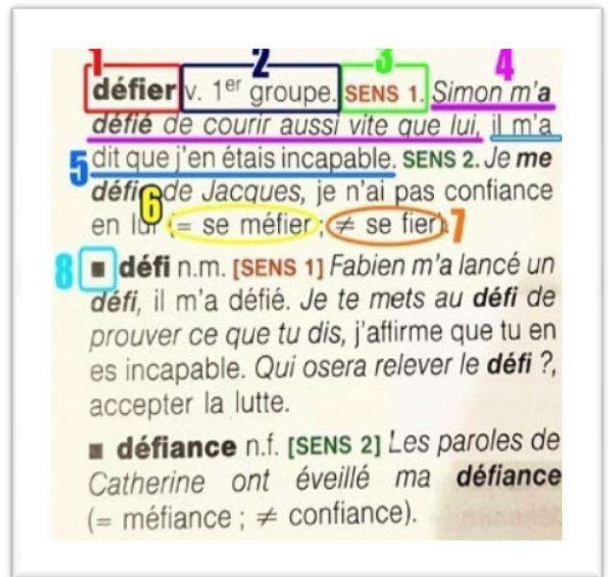 1 2 3 4
défier v. 1er groupe. SENS 1. Simon m'a
défié de courir aussi vite que lui, il m'a
5 dit que j'en étais incapable. SENS 2. Je me
défie de Jacques, je n'ai pas confiance
6
en lui (= se méfier ; ≠ se fier). 7
8 ■ défi n.m. [SENS 1] Fabien m'a lancé un
défi, il m'a défié. Je te mets au défi de
prouver ce que tu dis, j'affirme que tu en
es incapable. Qui osera relever le défi ?,
accepter la lutte.
■ défiance n.f. [SENS 2] Les paroles de
Catherine ont éveillé ma défiance
(= méfiance ; ≠ confiance).